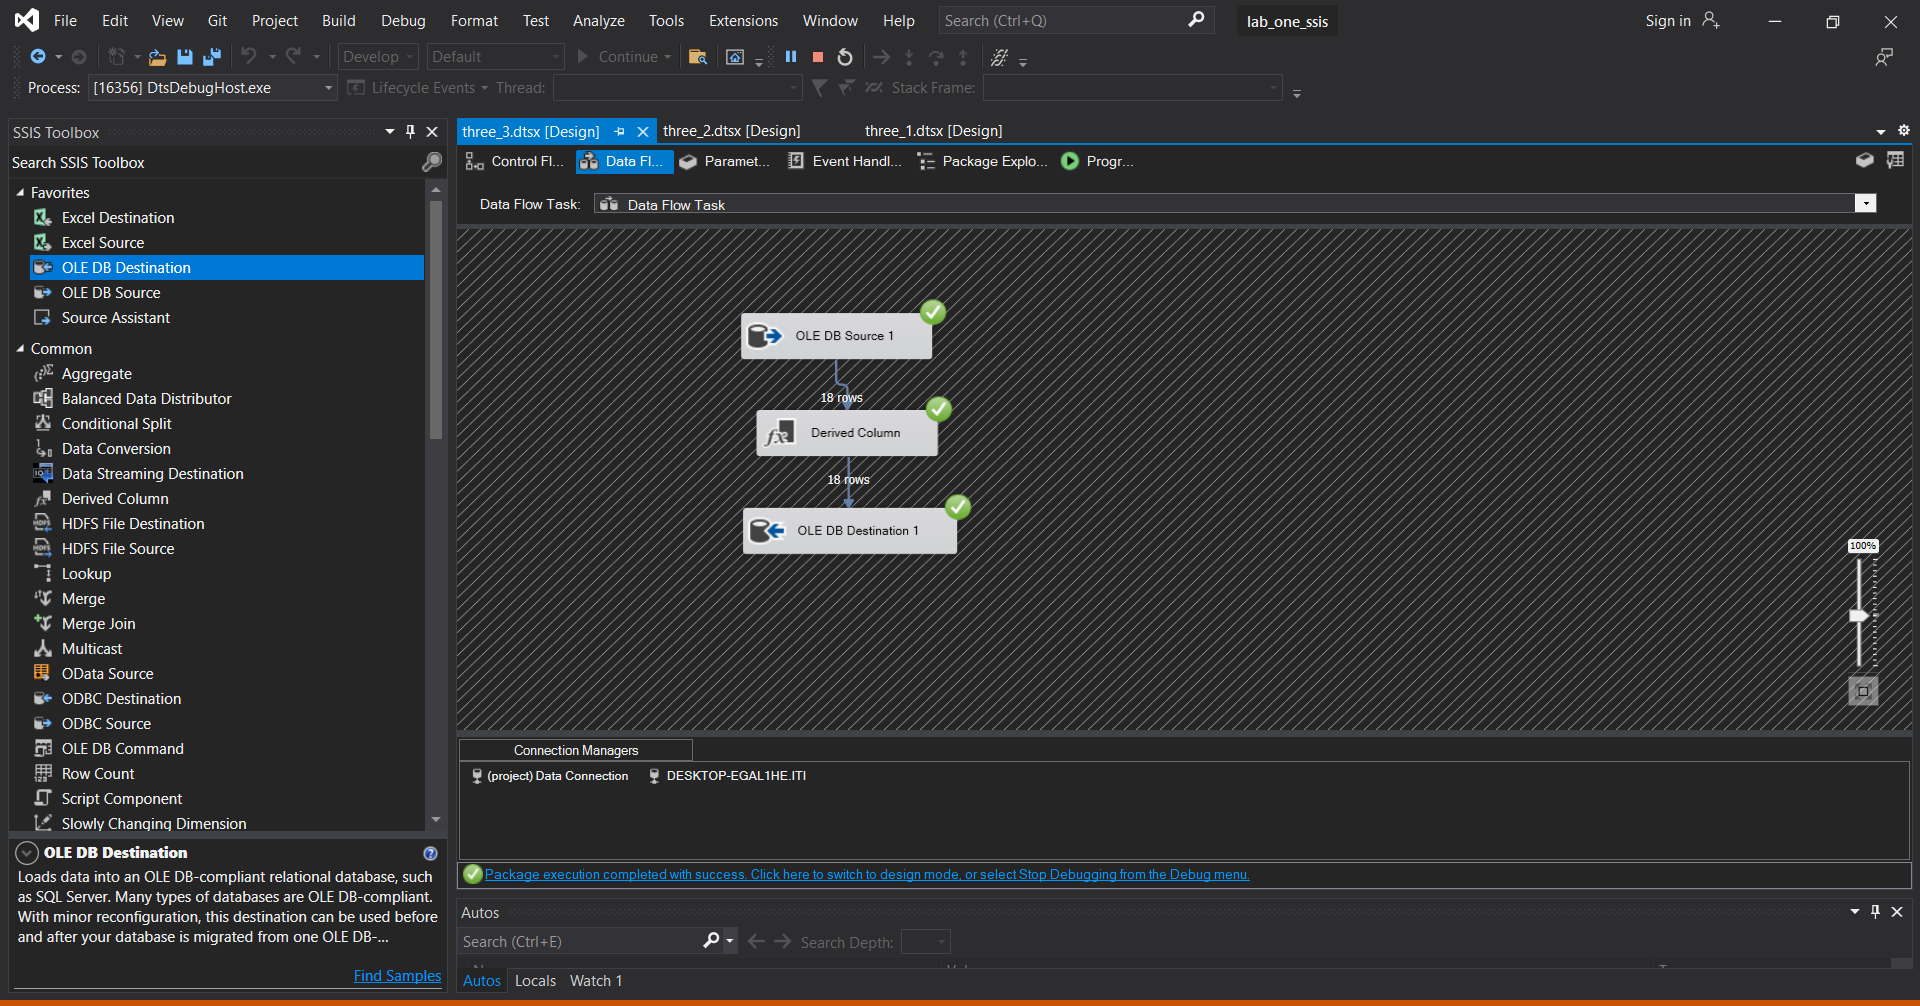 File Edit View Git Project Build Debug Format Test Analyze Tools Extensions Window Help Search (Ctrl+Q) lab_one_ssis Sign in
Develop Default Continue
Process: [16356] DtsDebugHost.exe Lifecycle Events Thread: Stack Frame:
SSIS Toolbox
Search SSIS Toolbox
Favorites
Excel Destination
Excel Source
OLE DB Destination
OLE DB Source
Source Assistant
Common
Aggregate
Balanced Data Distributor
Conditional Split
Data Conversion
Data Streaming Destination
Derived Column
HDFS File Destination
HDFS File Source
Lookup
Merge
Merge Join
Multicast
OData Source
ODBC Destination
ODBC Source
OLE DB Command
Row Count
Script Component
Slowly Changing Dimension
OLE DB Destination
Loads data into an OLE DB-compliant relational database, such
as SQL Server. Many types of databases are OLE DB-compliant.
With minor reconfiguration, this destination can be used before
and after your database is migrated from one OLE DB-...
Find Samples
three_3.dtsx [Design] three_2.dtsx [Design] three_1.dtsx [Design]
Control Fl... Data Fl... Paramet... Event Handl... Package Explo... Progr...
Data Flow Task: Data Flow Task
OLE DB Source 1
18 rows
Derived Column
18 rows
OLE DB Destination 1
100%
Connection Managers
(project) Data Connection DESKTOP-EGAL1HE.ITI
Package execution completed with success. Click here to switch to design mode, or select Stop Debugging from the Debug menu.
Autos
Search (Ctrl+E) Search Depth:
Autos Locals Watch 1